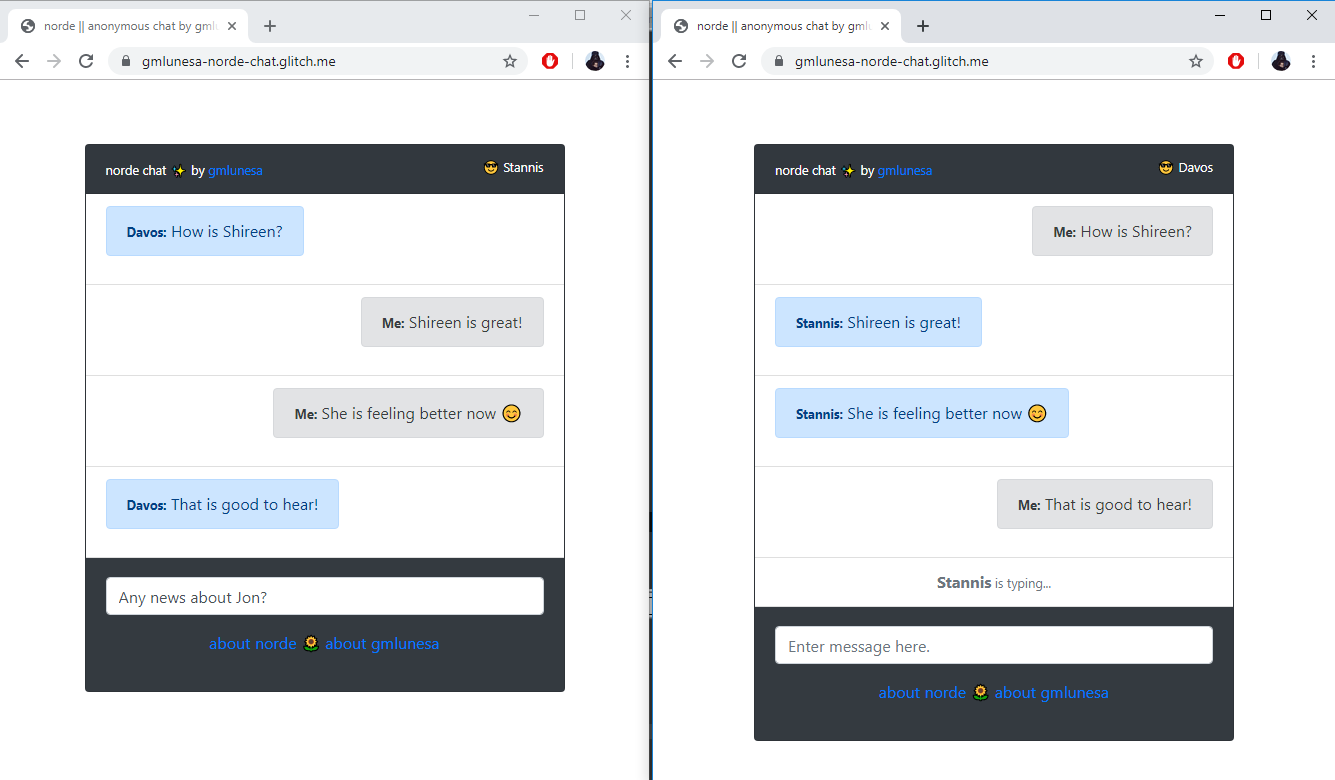 norde || anonymous chat by gml
gmlunesa-norde-chat.glitch.me
norde chat ✨ by gmlunesa
😎 Stannis
Davos: How is Shireen?
Me: Shireen is great!
Me: She is feeling better now 😊
Davos: That is good to hear!
Any news about Jon?
about norde 🌻 about gmlunesa
norde || anonymous chat by gml
gmlunesa-norde-chat.glitch.me
norde chat ✨ by gmlunesa
😎 Davos
Me: How is Shireen?
Stannis: Shireen is great!
Stannis: She is feeling better now 😊
Me: That is good to hear!
Stannis is typing...
Enter message here.
about norde 🌻 about gmlunesa